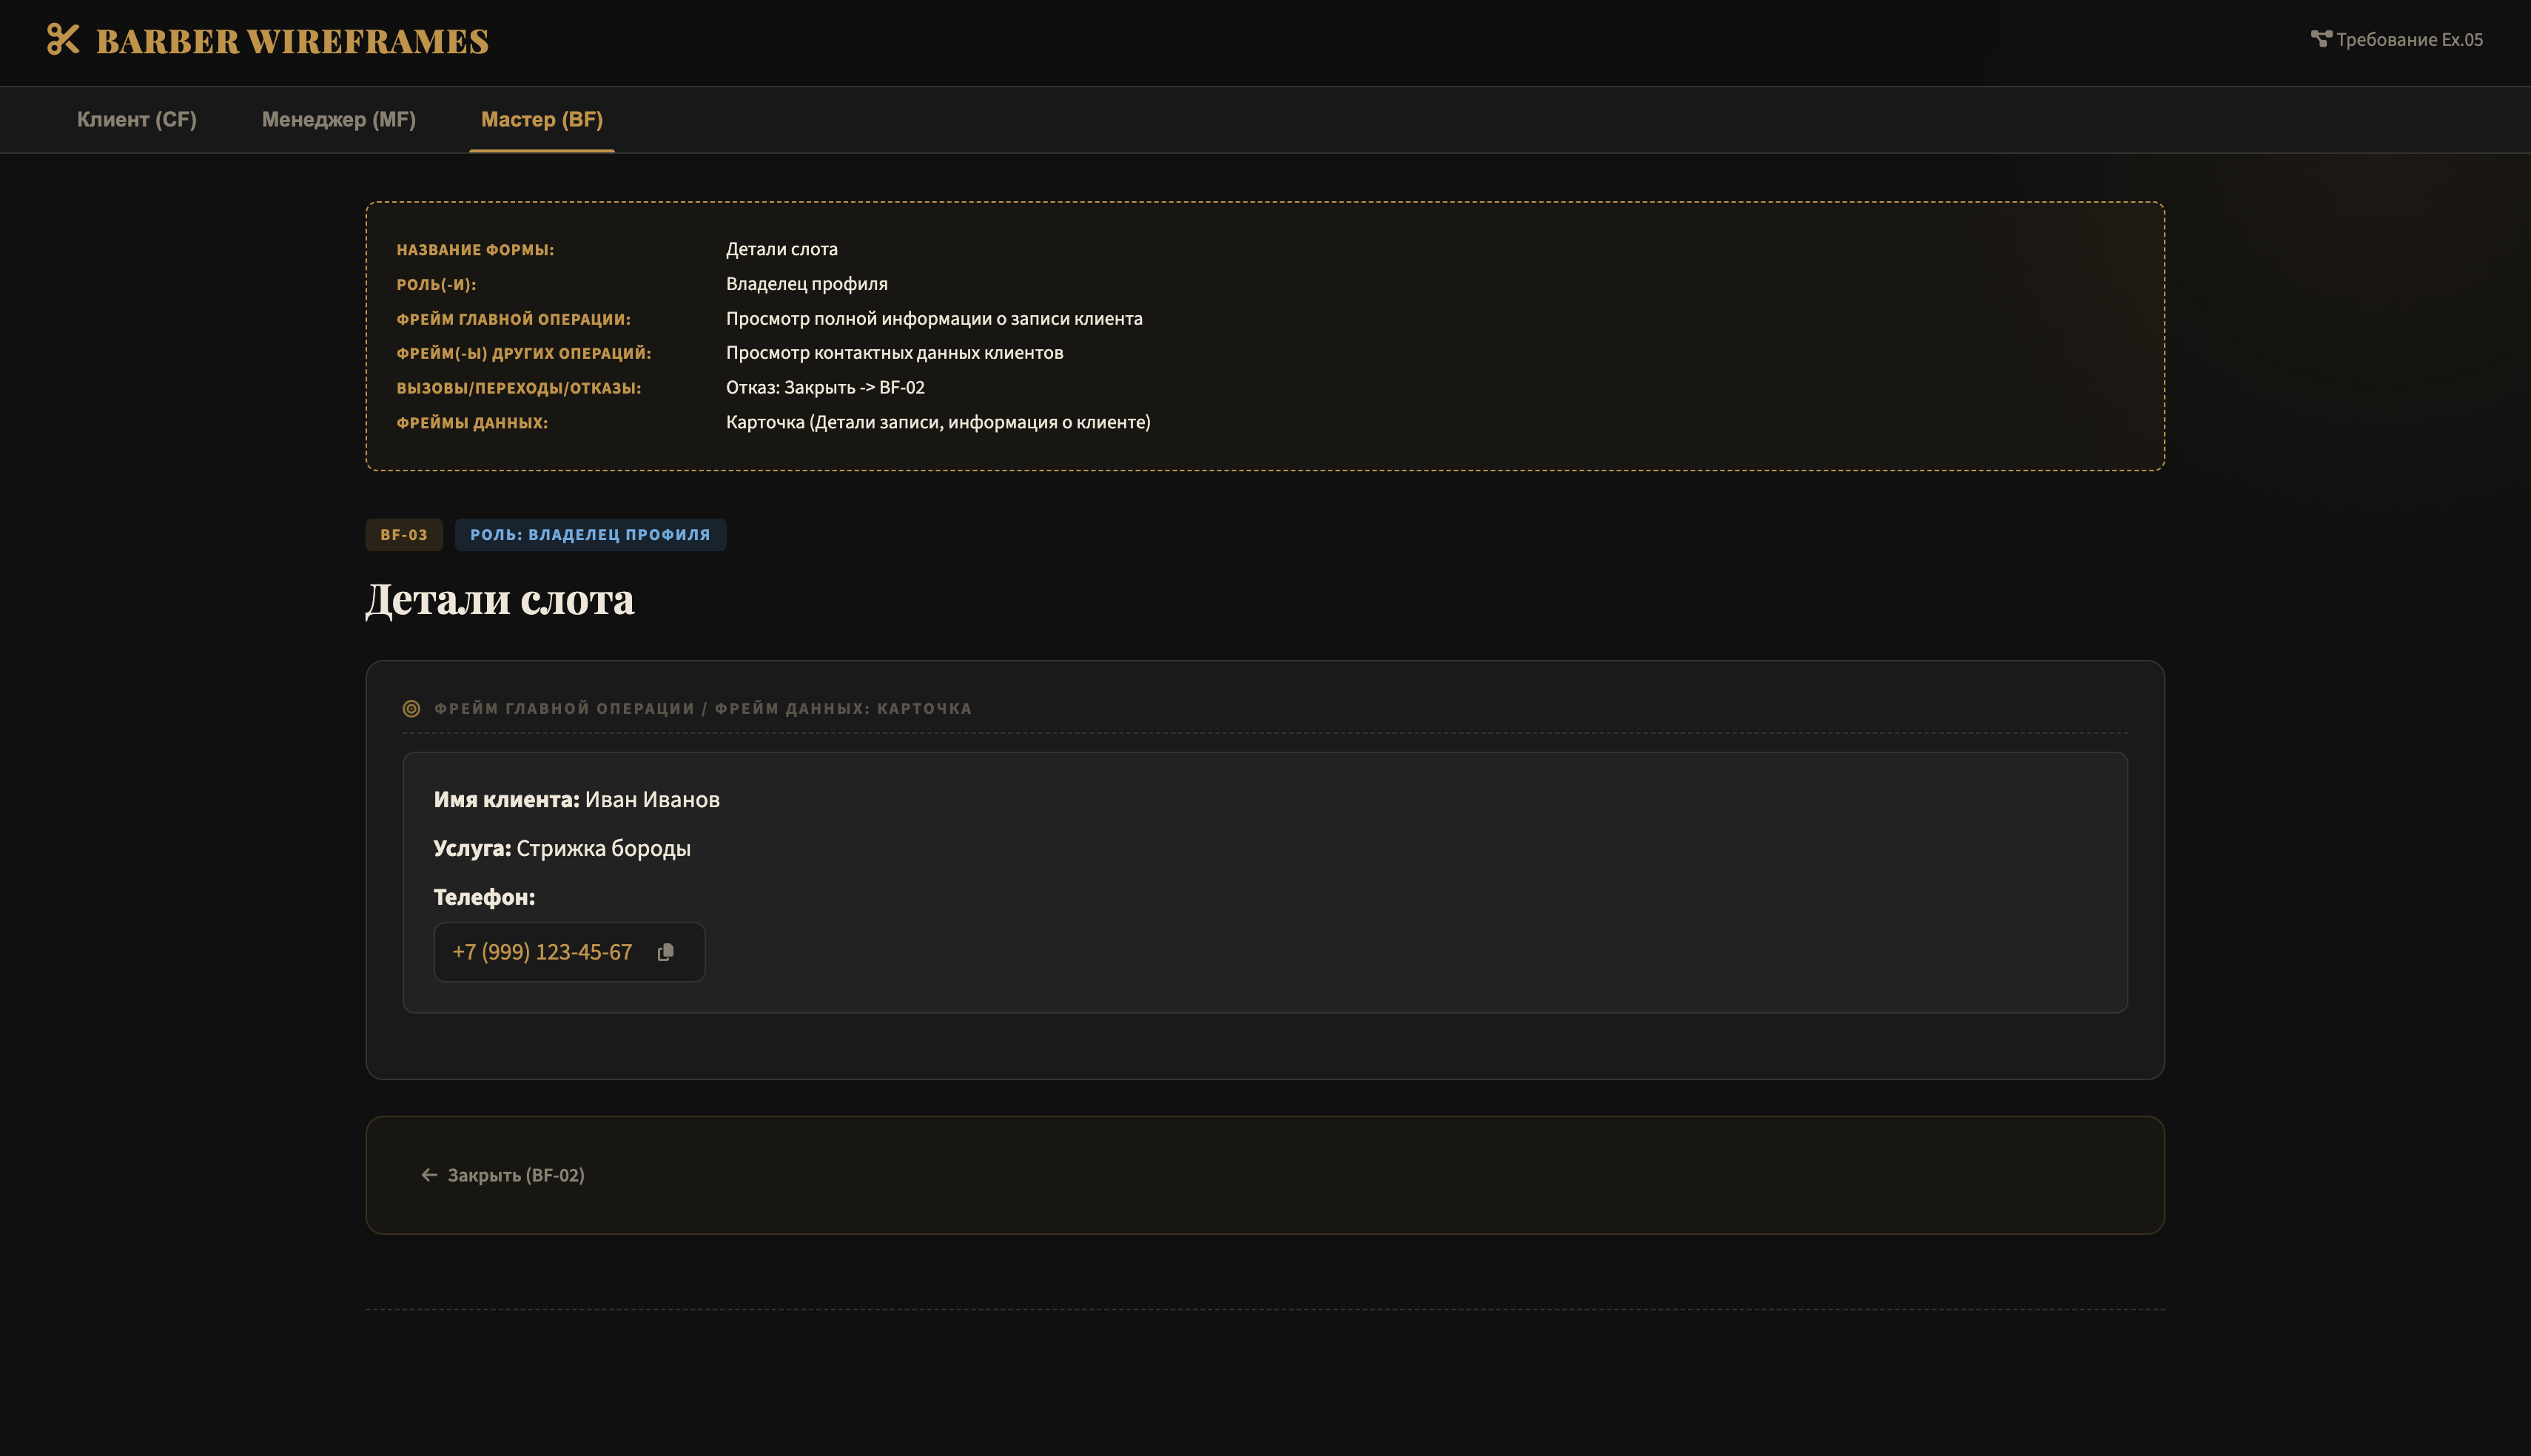 BARBER WIREFRAMES
Требование Ex.05
Клиент (CF) Менеджер (MF) Мастер (BF)
НАЗВАНИЕ ФОРМЫ: Детали слота
РОЛЬ(-И): Владелец профиля
ФРЕЙМ ГЛАВНОЙ ОПЕРАЦИИ: Просмотр полной информации о записи клиента
ФРЕЙМ(-Ы) ДРУГИХ ОПЕРАЦИЙ: Просмотр контактных данных клиентов
ВЫЗОВЫ/ПЕРЕХОДЫ/ОТКАЗЫ: Отказ: Закрыть -> BF-02
ФРЕЙМЫ ДАННЫХ: Карточка (Детали записи, информация о клиенте)
BF-03 РОЛЬ: ВЛАДЕЛЕЦ ПРОФИЛЯ
Детали слота
ФРЕЙМ ГЛАВНОЙ ОПЕРАЦИИ / ФРЕЙМ ДАННЫХ: КАРТОЧКА
Имя клиента: Иван Иванов
Услуга: Стрижка бороды
Телефон:
+7 (999) 123-45-67
Закрыть (BF-02)